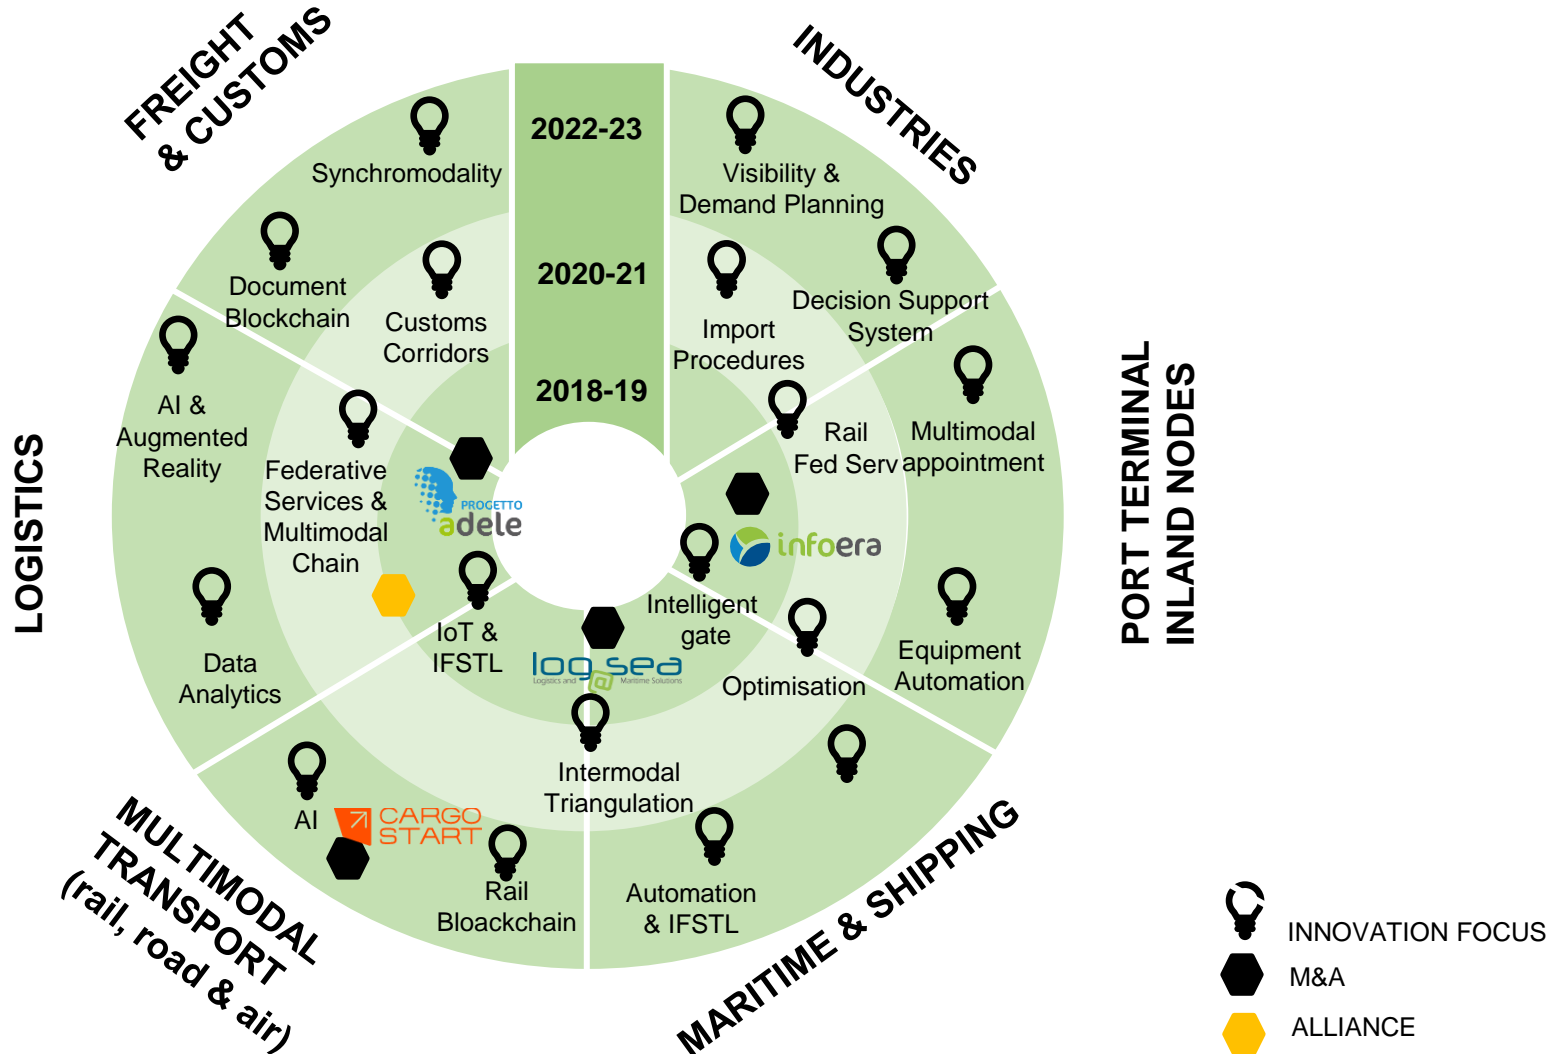 FREIGHT
& CUSTOMS
INDUSTRIES
2022-23
2020-21
2018-19
Synchromodality
Document
Blockchain
Customs
Corridors
Visibility &
Demand Planning
Decision Support
System
Import
Procedures
LOGISTICS
AI &
Augmented
Reality
Federative
Services &
Multimodal
Chain
PROGETTO
adele
Data
Analytics
IoT &
IFSTL
PORT TERMINAL
INLAND NODES
Rail
Fed Serv
Multimodal
appointment
infoera
Intelligent
gate
Optimisation
Equipment
Automation
log@sea
Logistics and Maritime Solutions
Intermodal
Triangulation
AI
CARGO
START
Rail
Bloackchain
Automation
& IFSTL
MULTIMODAL
TRANSPORT
(rail, road & air)
MARITIME & SHIPPING
INNOVATION FOCUS
M&A
ALLIANCE